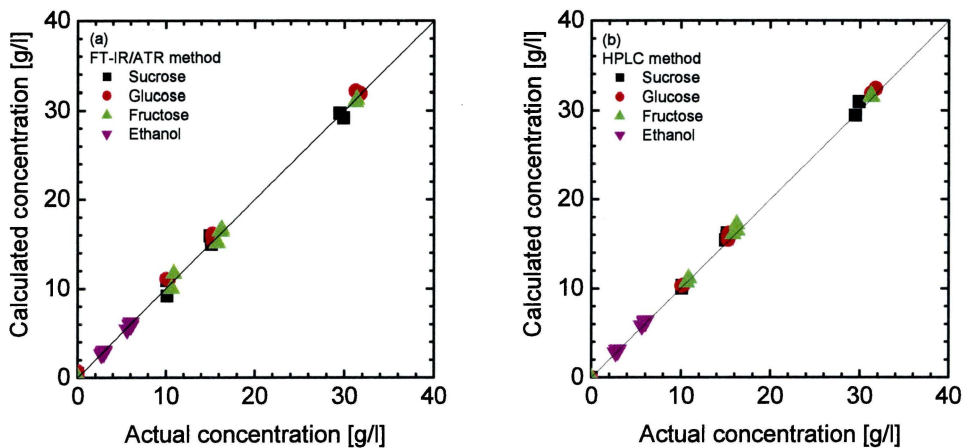 (a)
FT-IR/ATR method
Sucrose
Glucose
Fructose
Ethanol
40
30
20
10
0
0 10 20 30 40
Calculated concentration [g/l]
Actual concentration [g/l]
(b)
HPLC method
Sucrose
Glucose
Fructose
Ethanol
40
30
20
10
0
0 10 20 30 40
Calculated concentration [g/l]
Actual concentration [g/l]